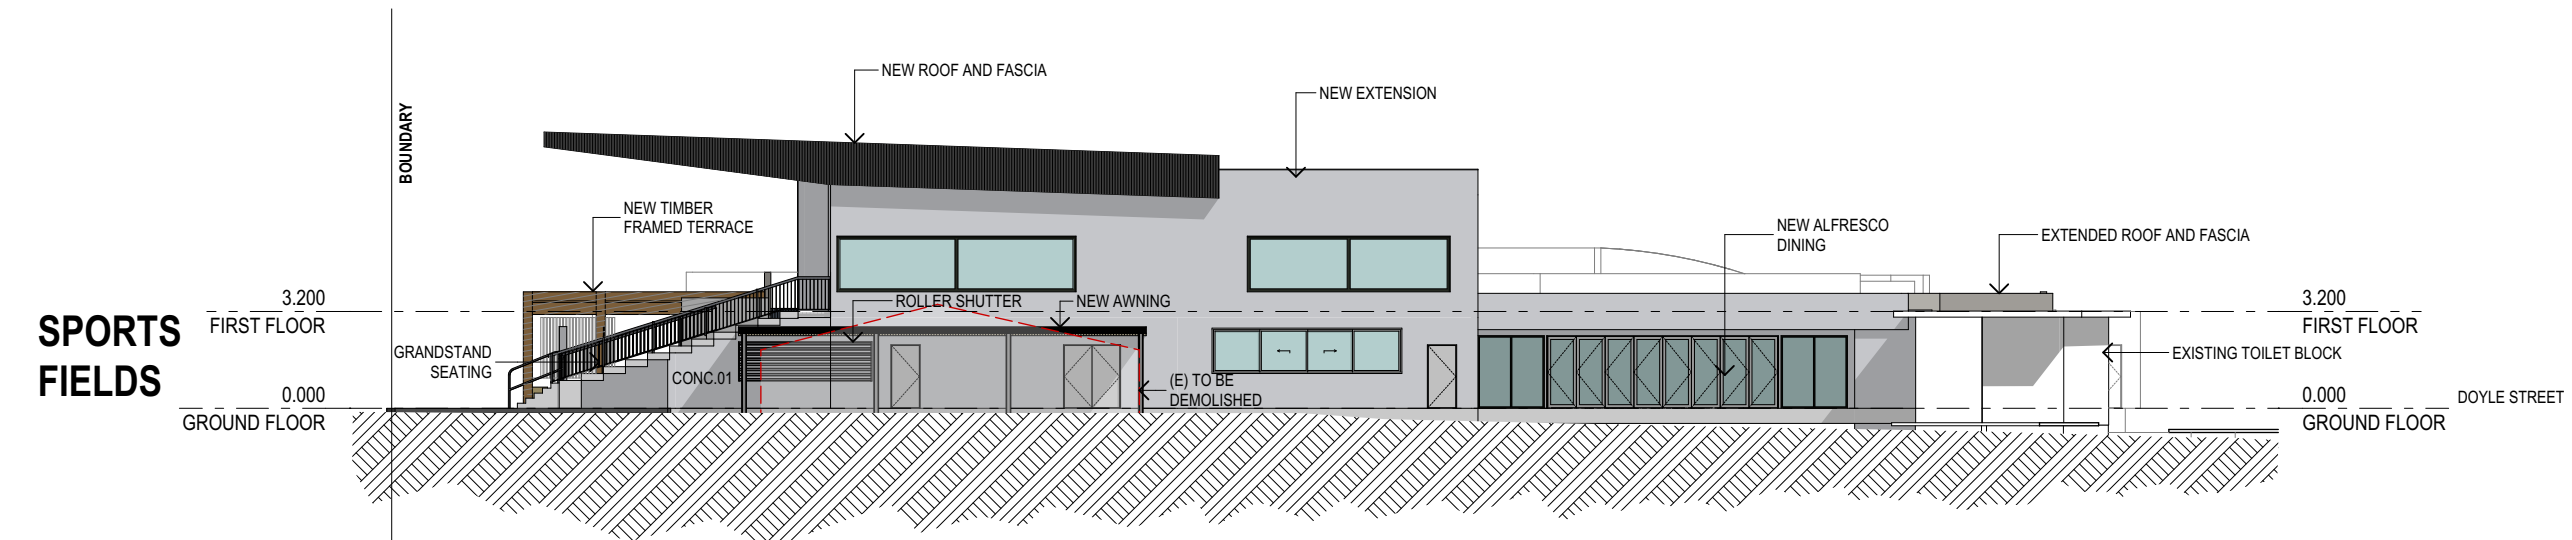 NEW ROOF AND FASCIA
NEW EXTENSION
BOUNDARY
NEW TIMBER
FRAMED TERRACE
NEW ALFRESCO
DINING
EXTENDED ROOF AND FASCIA
3.200
FIRST FLOOR
SPORTS
FIELDS
ROLLER SHUTTER
NEW AWNING
3.200
FIRST FLOOR
GRANDSTAND
SEATING
CONC.01
(E) TO BE
DEMOLISHED
EXISTING TOILET BLOCK
0.000
GROUND FLOOR
0.000
GROUND FLOOR
DOYLE STREET